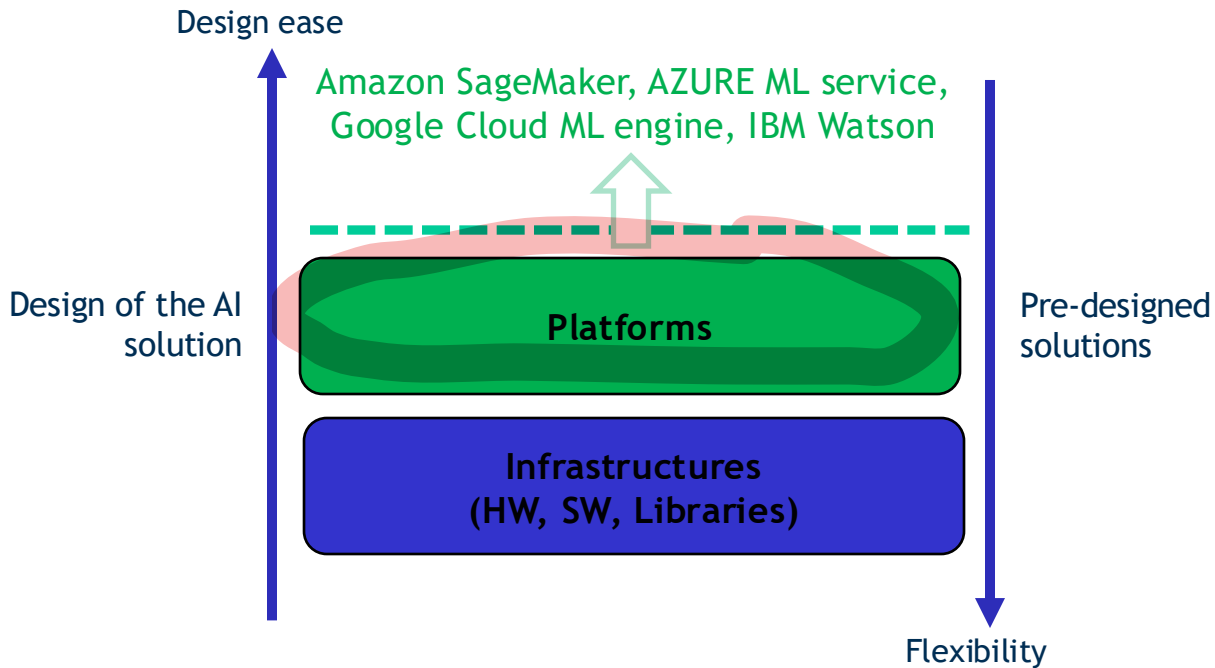 Design ease
Amazon SageMaker, AZURE ML service,
Google Cloud ML engine, IBM Watson
Design of the AI
solution
Platforms
Pre-designed
solutions
Infrastructures
(HW, SW, Libraries)
Flexibility